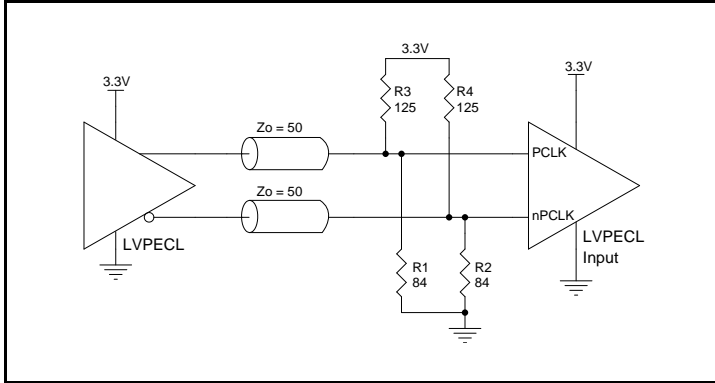 3.3V
3.3V
R3
125
R4
125
3.3V
Zo = 50
PCLK
Zo = 50
nPCLK
LVPECL
LVPECL
Input
R1
84
R2
84